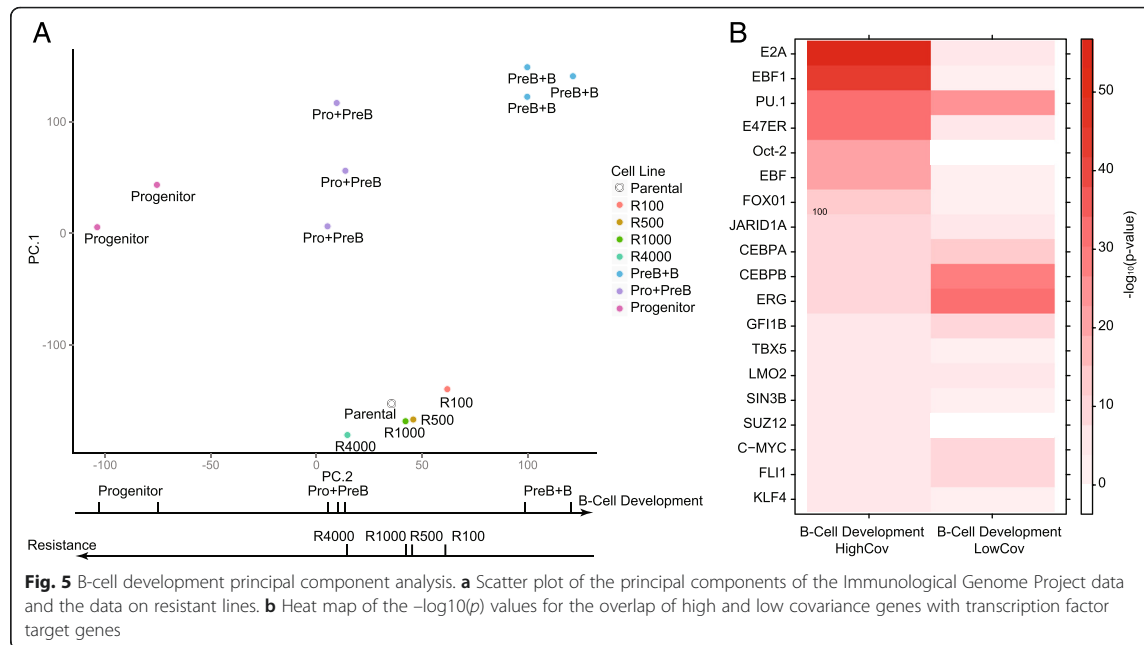 A
PreB+B
PreB+B
PreB+B
Pro+PreB
Pro+PreB
Pro+PreB
Progenitor
Progenitor
R100
Parental
R500
R1000
R4000
PC.1
100
0
-100
-100
-50
0
50
100
PC.2
Cell Line
Parental
R100
R500
R1000
R4000
PreB+B
Pro+PreB
Progenitor
Progenitor
Pro+PreB
PreB+B
B-Cell Development
Resistance
R4000
R1000
R500
R100
B
E2A
EBF1
PU.1
E47ER
Oct-2
EBF
FOX01
JARID1A
CEBPA
CEBPB
ERG
GFI1B
TBX5
LMO2
SIN3B
SUZ12
C−MYC
FLI1
KLF4
100
B-Cell Development
HighCov
B-Cell Development
LowCov
50
40
30
20
10
0
-log10(p-value)
Fig. 5 B-cell development principal component analysis. a Scatter plot of the principal components of the Immunological Genome Project data
and the data on resistant lines. b Heat map of the –log10(p) values for the overlap of high and low covariance genes with transcription factor
target genes